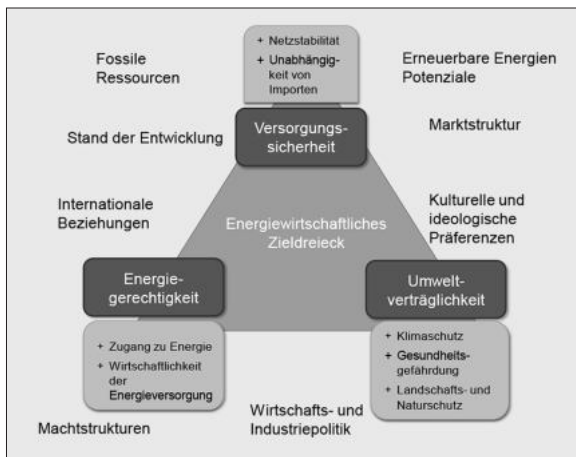 Fossile
Ressourcen
+ Netzstabilität
+ Unabhängig-
keit von
Importen
Erneuerbare Energien
Potenziale
Stand der Entwicklung
Versorgungs-
sicherheit
Marktstruktur
Internationale
Beziehungen
Energiewirtschaftliches
Zieldreieck
Kulturelle und
ideologische
Präferenzen
Energie-
gerechtigkeit
Umwelt-
verträglichkeit
+ Zugang zu Energie
+ Wirtschaftlichkeit
der
Energieversorgung
+ Klimaschutz
+ Gesundheits-
gefährdung
+ Landschafts- und
Naturschutz
Machtstrukturen
Wirtschafts- und
Industriepolitik